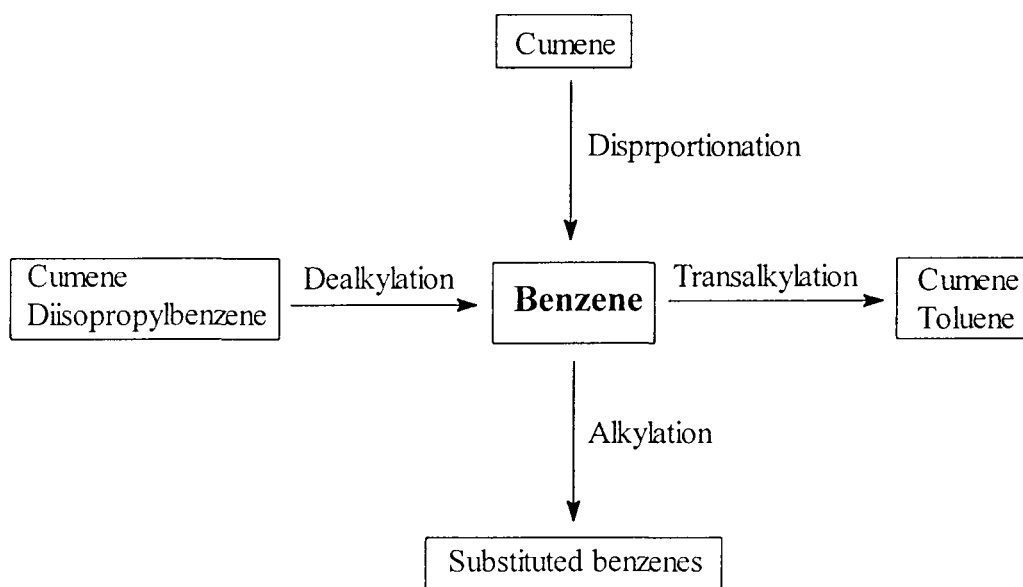 Cumene
Disprportionation
Cumene
Diisopropylbenzene
Dealkylation
Benzene
Transalkylation
Cumene
Toluene
Alkylation
Substituted benzenes